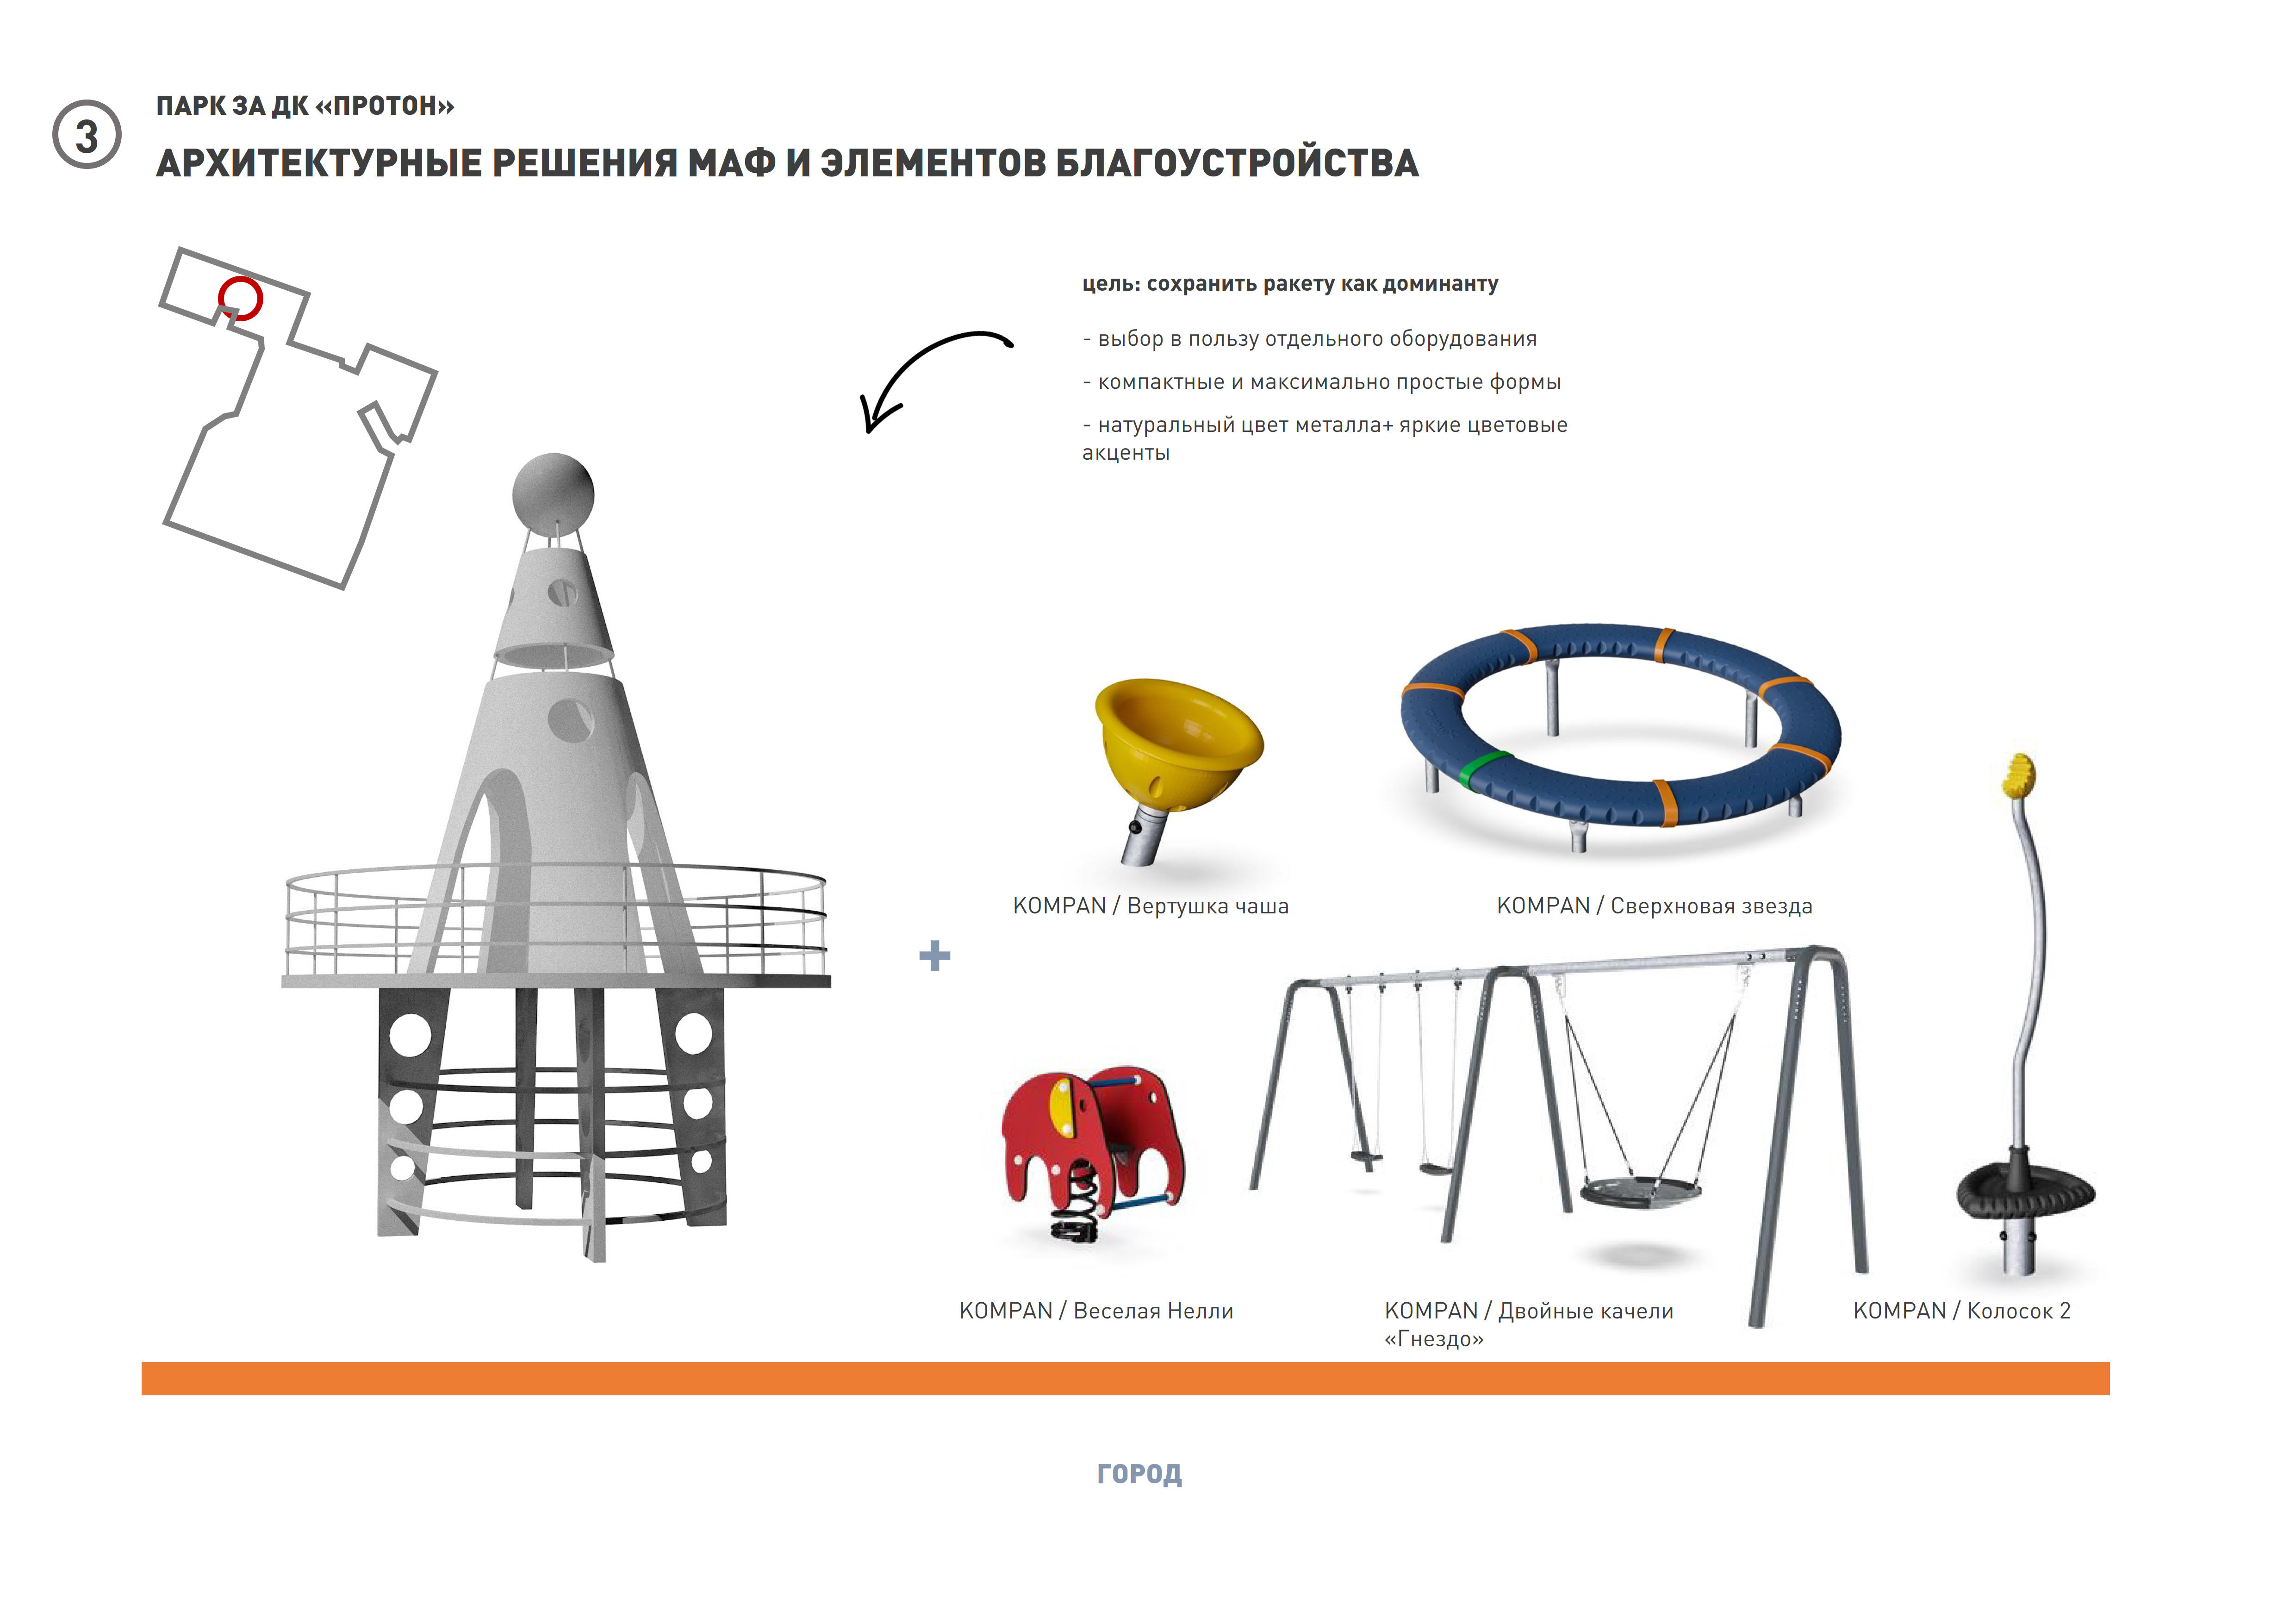 3
ПАРК ЗА ДК «ПРОТОН»
АРХИТЕКТУРНЫЕ РЕШЕНИЯ МАФ И ЭЛЕМЕНТОВ БЛАГОУСТРОЙСТВА
цель: сохранить ракету как доминанту
- выбор в пользу отдельного оборудования
- компактные и максимально простые формы
- натуральный цвет металла+ яркие цветовые
акценты
KOMPAN / Вертушка чаша
KOMPAN / Сверхновая звезда
+
KOMPAN / Веселая Нелли
KOMPAN / Двойные качели
«Гнездо»
KOMPAN / Колосок 2
ГОРОД